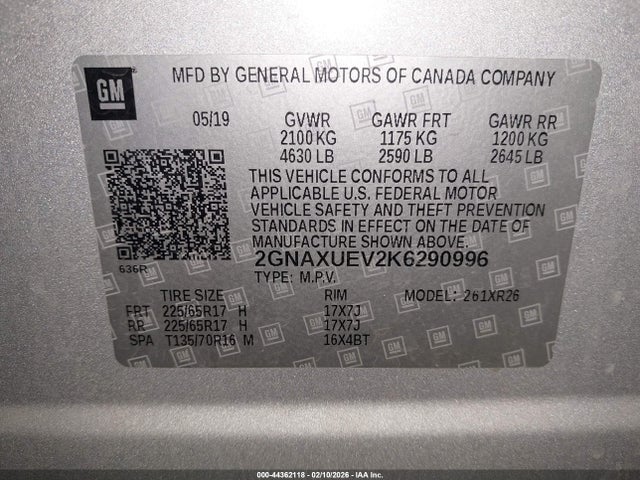 GM
MFD BY GENERAL MOTORS OF CANADA COMPANY
05/19 GVWR GAWR FRT GAWR RR
2100 KG 1175 KG 1200 KG
4630 LB 2590 LB 2645 LB
THIS VEHICLE CONFORMS TO ALL
APPLICABLE U.S. FEDERAL MOTOR
VEHICLE SAFETY AND THEFT PREVENTION
STANDARDS IN EFFECT ON THE DATE OF
MANUFACTURE SHOWN ABOVE.
636R
2GNAXUEV2K6290996
TYPE: M.P.V.
TIRE SIZE RIM MODEL: 261XR26
FRT 225/65R17 H 17X7J
RR 225/65R17 H 17X7J
SPA T135/70R16 M 16X4BT
000-44362118 - 02/10/2026 - IAA Inc.